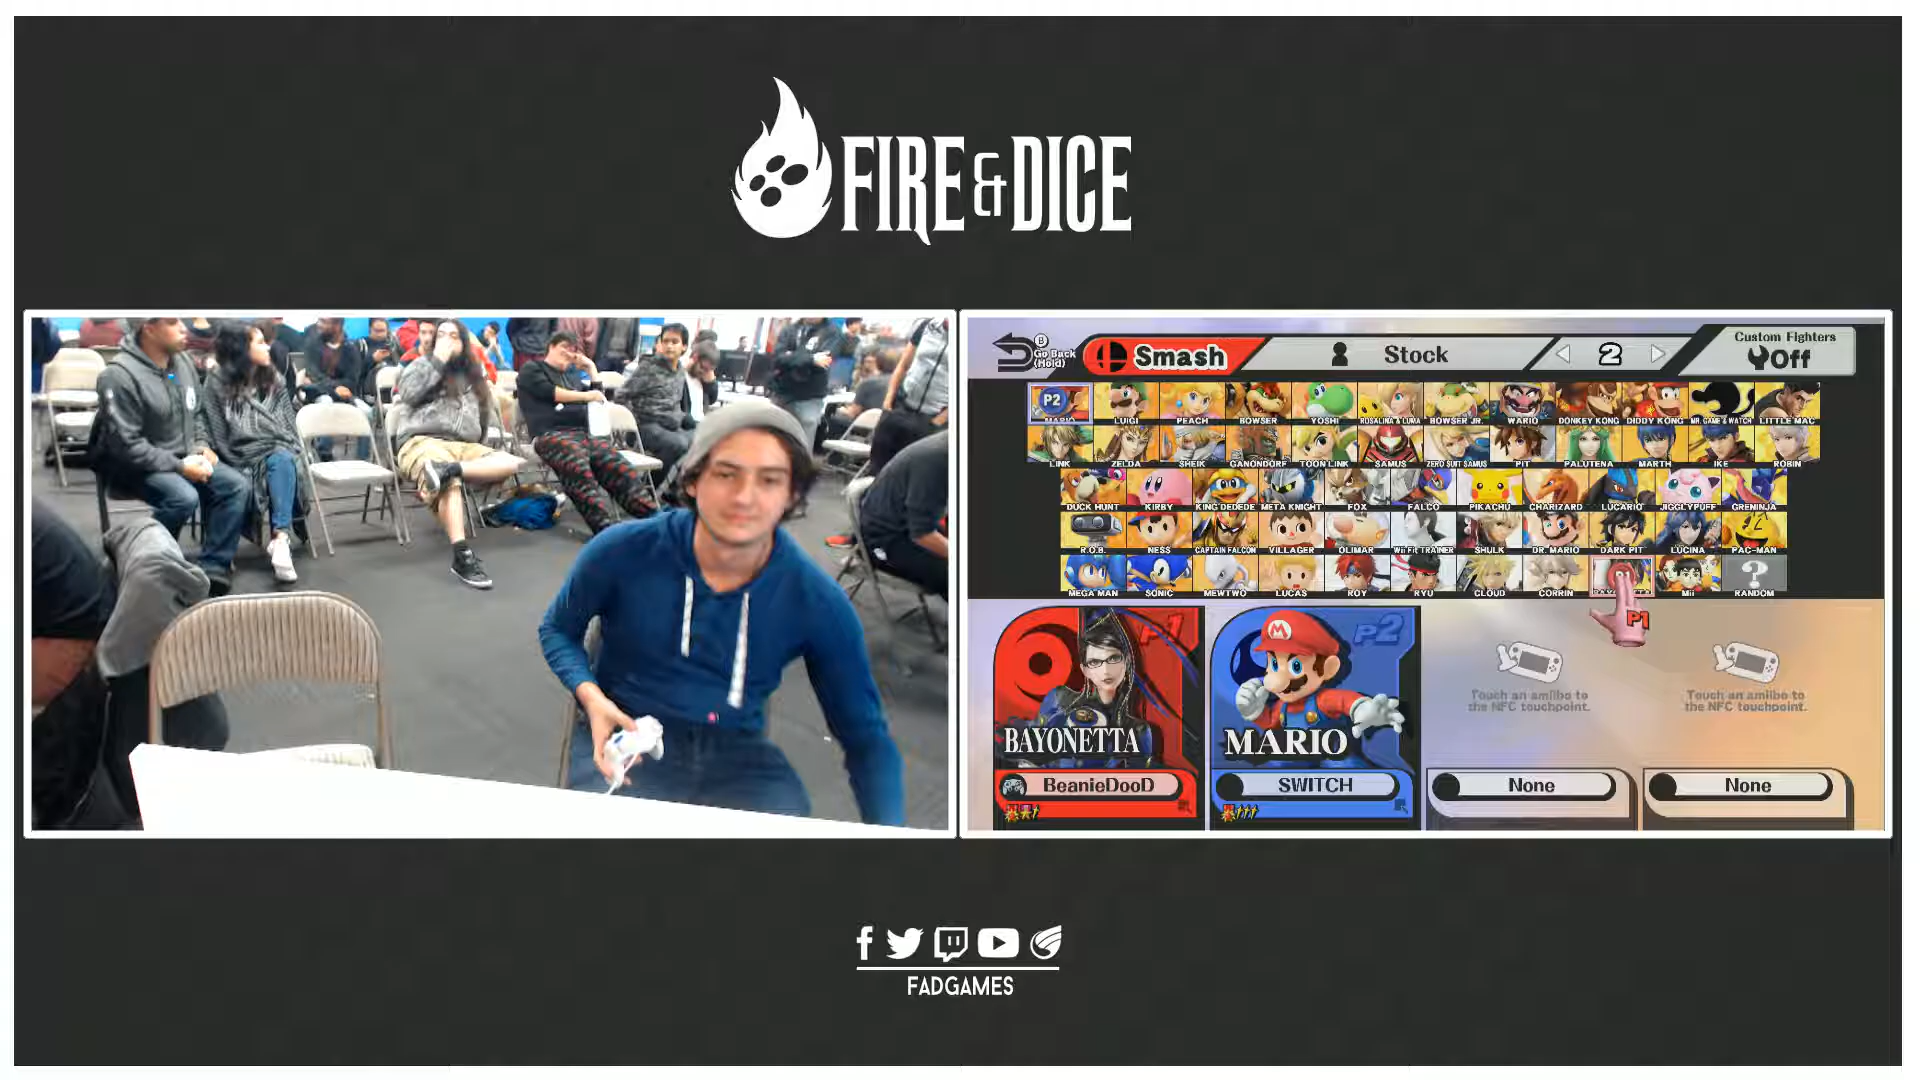 FIRE & DICE
B
Go Back
(Hold)
Smash
Stock
2
Custom Fighters
Off
P2
MARIO LUIGI PEACH BOWSER YOSHI ROSALINA & LUMA BOWSER JR. WARIO DONKEY KONG DIDDY KONG MR. GAME & WATCH LITTLE MAC
LINK ZELDA SHEIK GANONDORF TOON LINK SAMUS ZERO SUIT SAMUS PIT PALUTENA MARTH IKE ROBIN
DUCK HUNT KIRBY KING DEDEDE META KNIGHT FOX FALCO PIKACHU CHARIZARD LUCARIO JIGGLYPUFF GRENINJA
R.O.B. NESS CAPTAIN FALCON VILLAGER OLIMAR Wii Fit TRAINER SHULK DR. MARIO DARK PIT LUCINA PAC-MAN
MEGA MAN SONIC MEWTWO LUCAS ROY RYU CLOUD CORRIN Mii ? RANDOM
P1
P1
BAYONETTA
BeanieDooD
P2
M
MARIO
SWITCH
Touch an amiibo to
the NFC touchpoint.
None
Touch an amiibo to
the NFC touchpoint.
None
FADGAMES